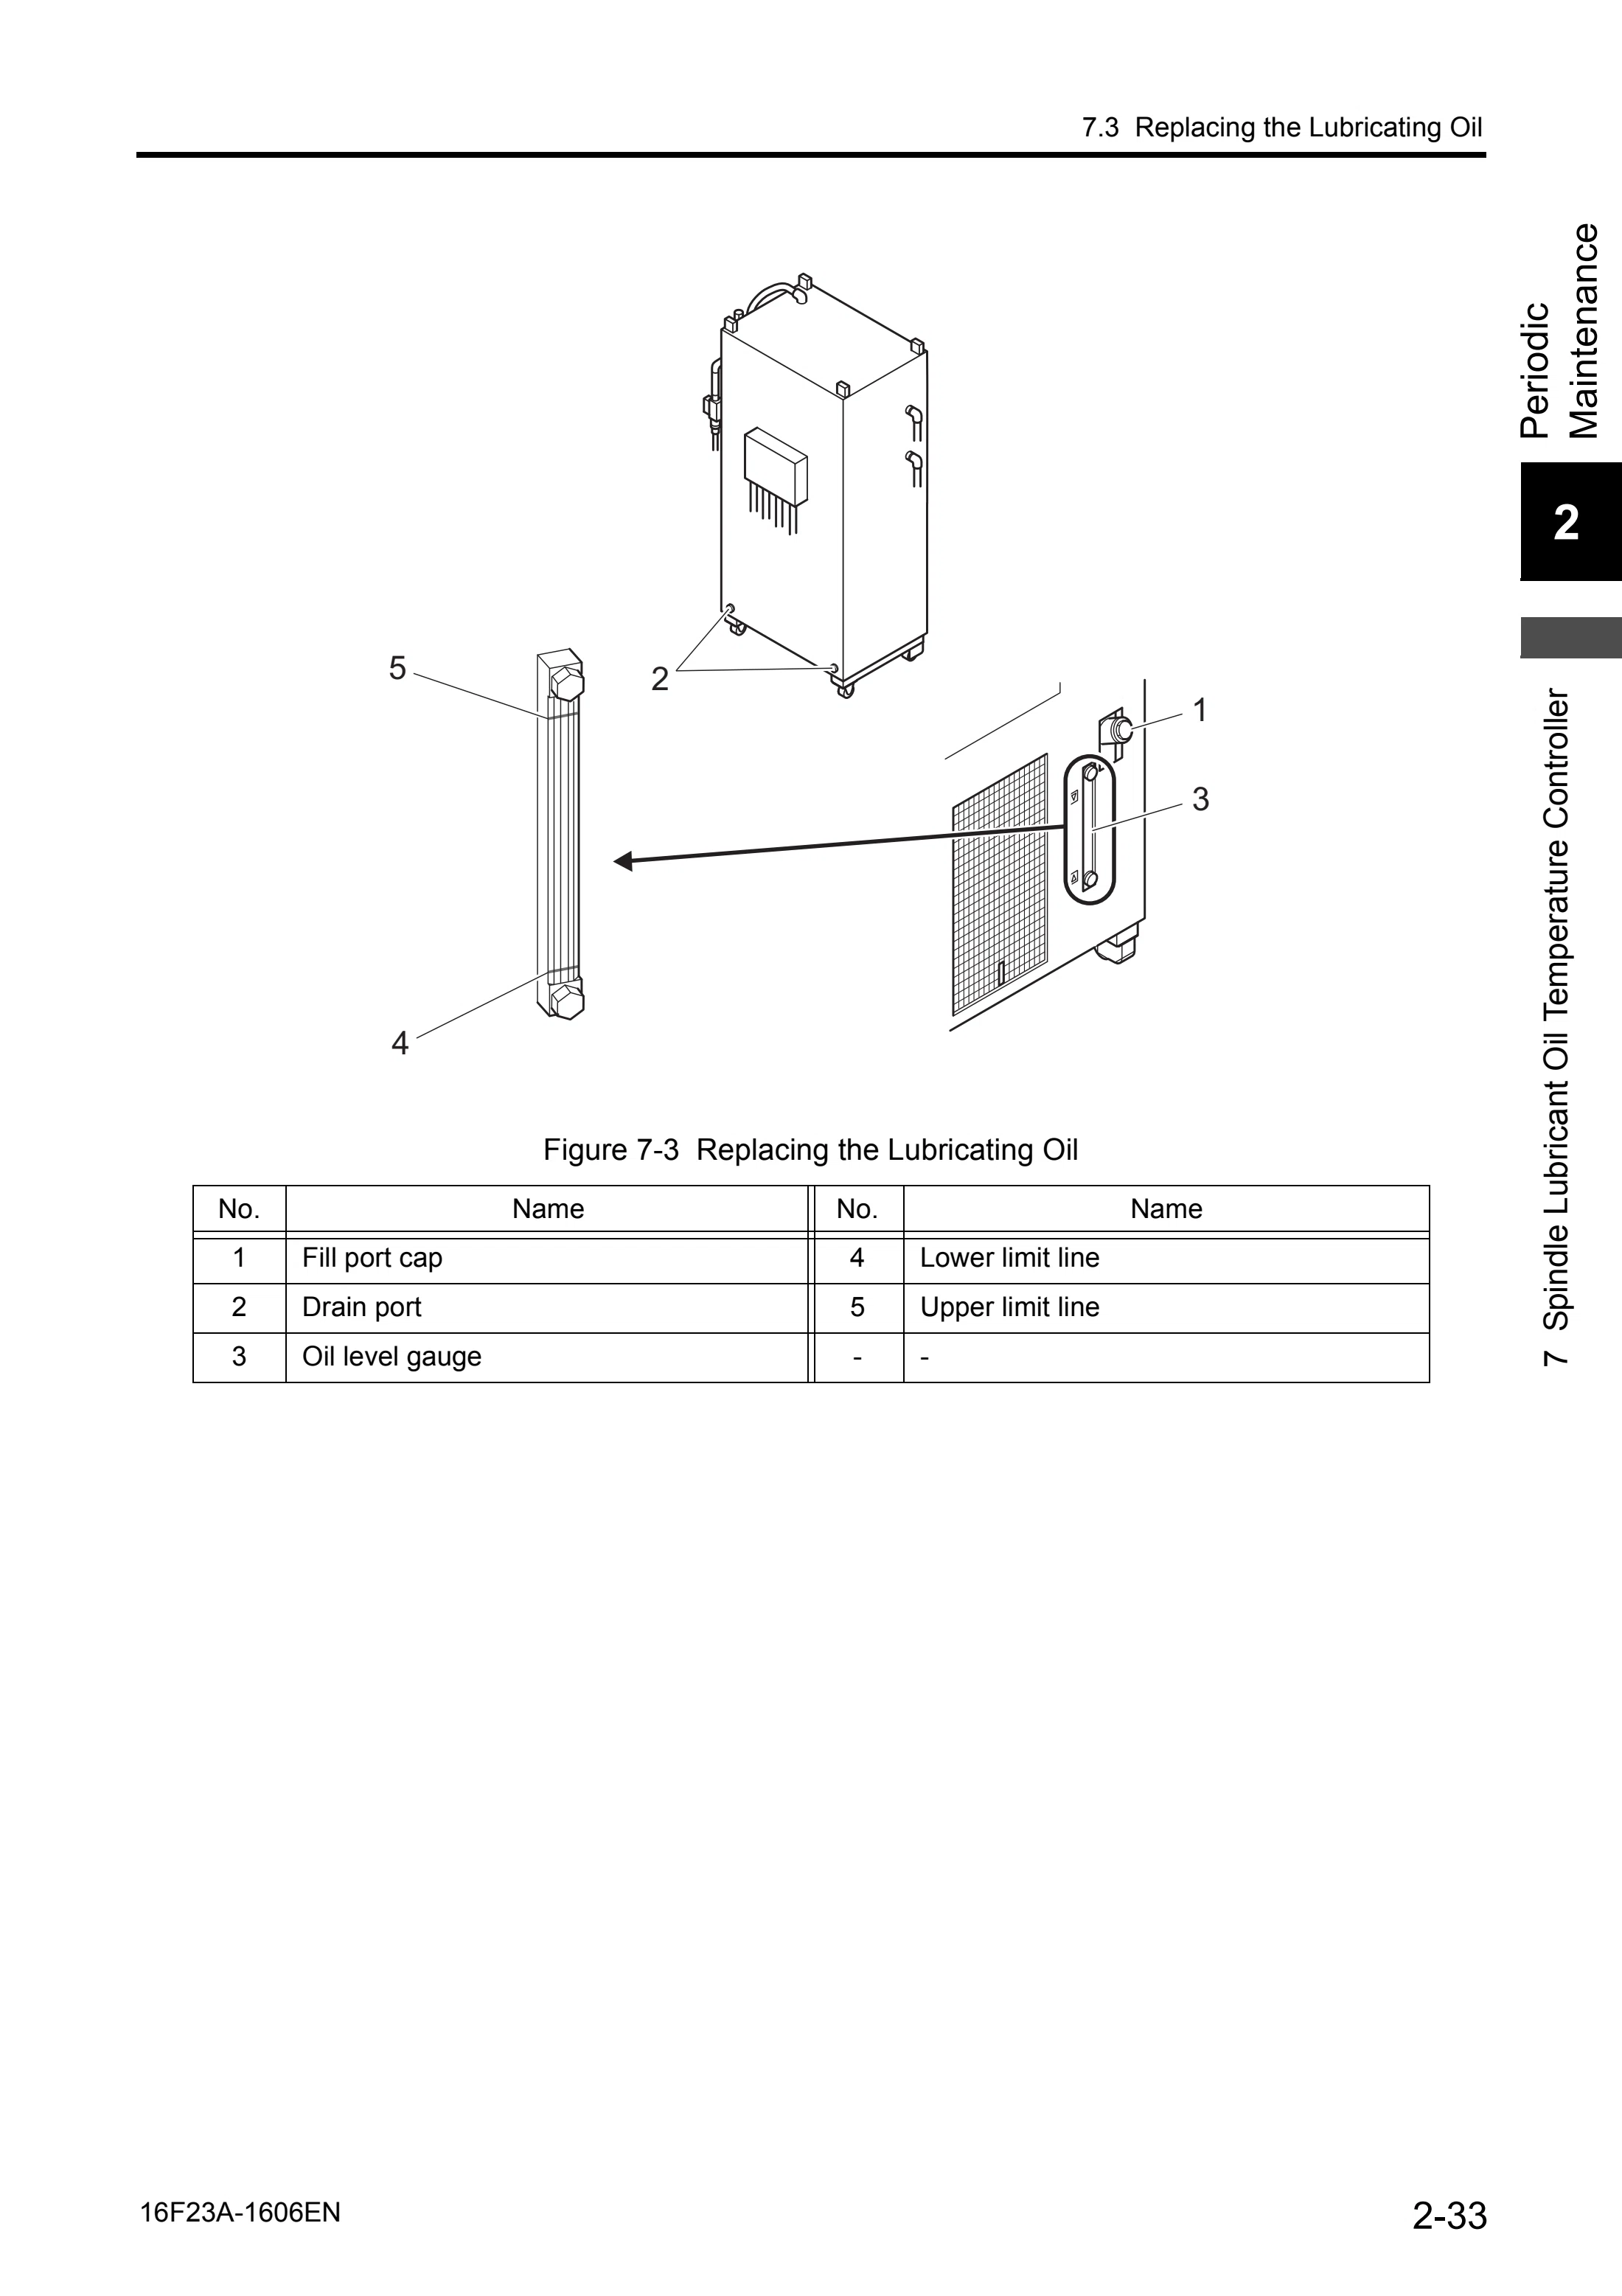 7.3 Replacing the Lubricating Oil
Periodic
Maintenance
2
7 Spindle Lubricant Oil Temperature Controller
5
2
1
3
4
Figure 7-3 Replacing the Lubricating Oil
No. Name No. Name
1 Fill port cap 4 Lower limit line
2 Drain port 5 Upper limit line
3 Oil level gauge - -
16F23A-1606EN
2-33